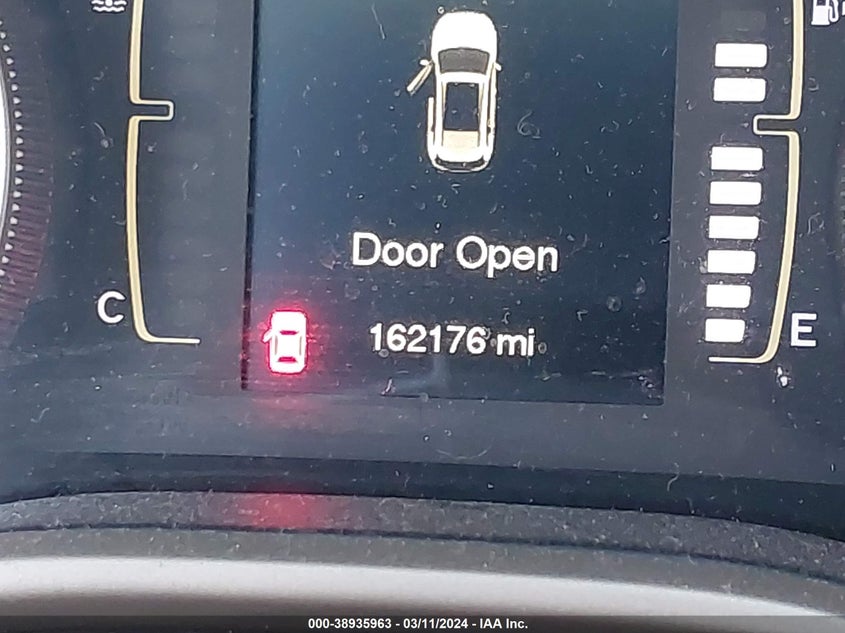 Door Open
162176 mi
C
E
000-38935963 - 03/11/2024 - IAA Inc.